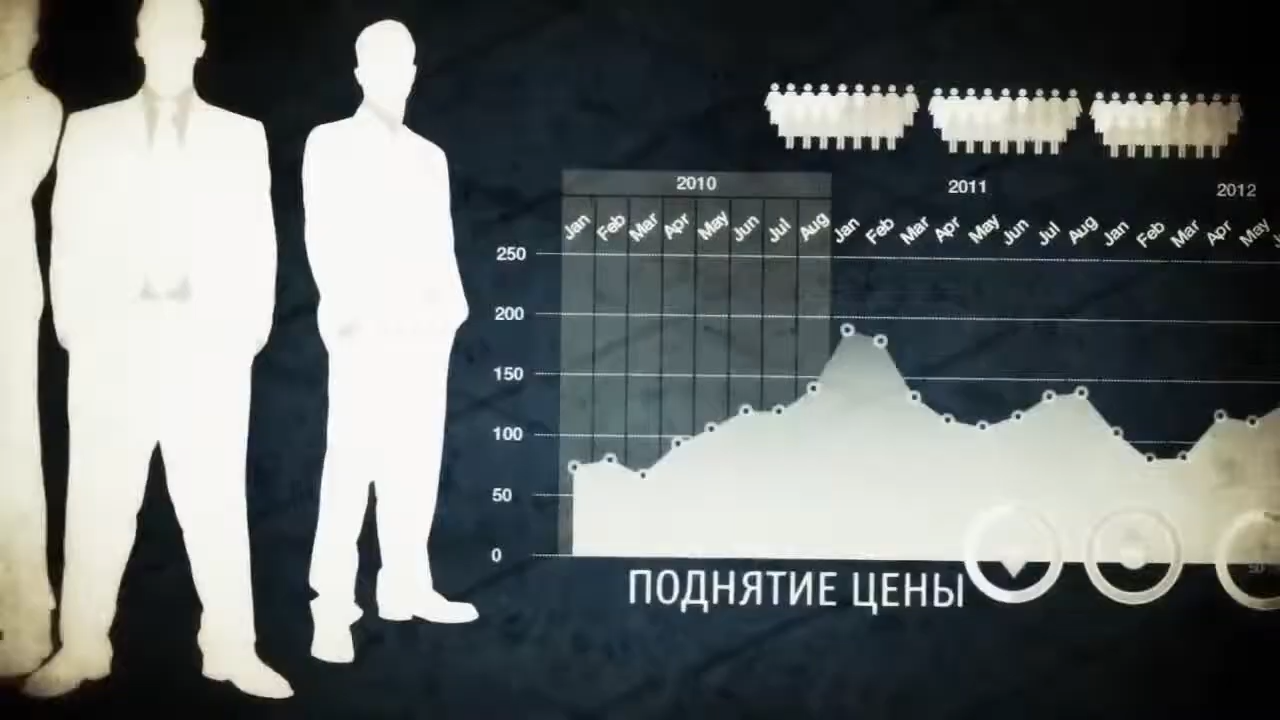 2010 2011 2012
Jan Feb Mar Apr May Jun Jul Aug Jan Feb Mar Apr May Jun Jul Aug Jan Feb Mar Apr May
250
200
150
100
50
0
ПОДНЯТИЕ ЦЕНЫ